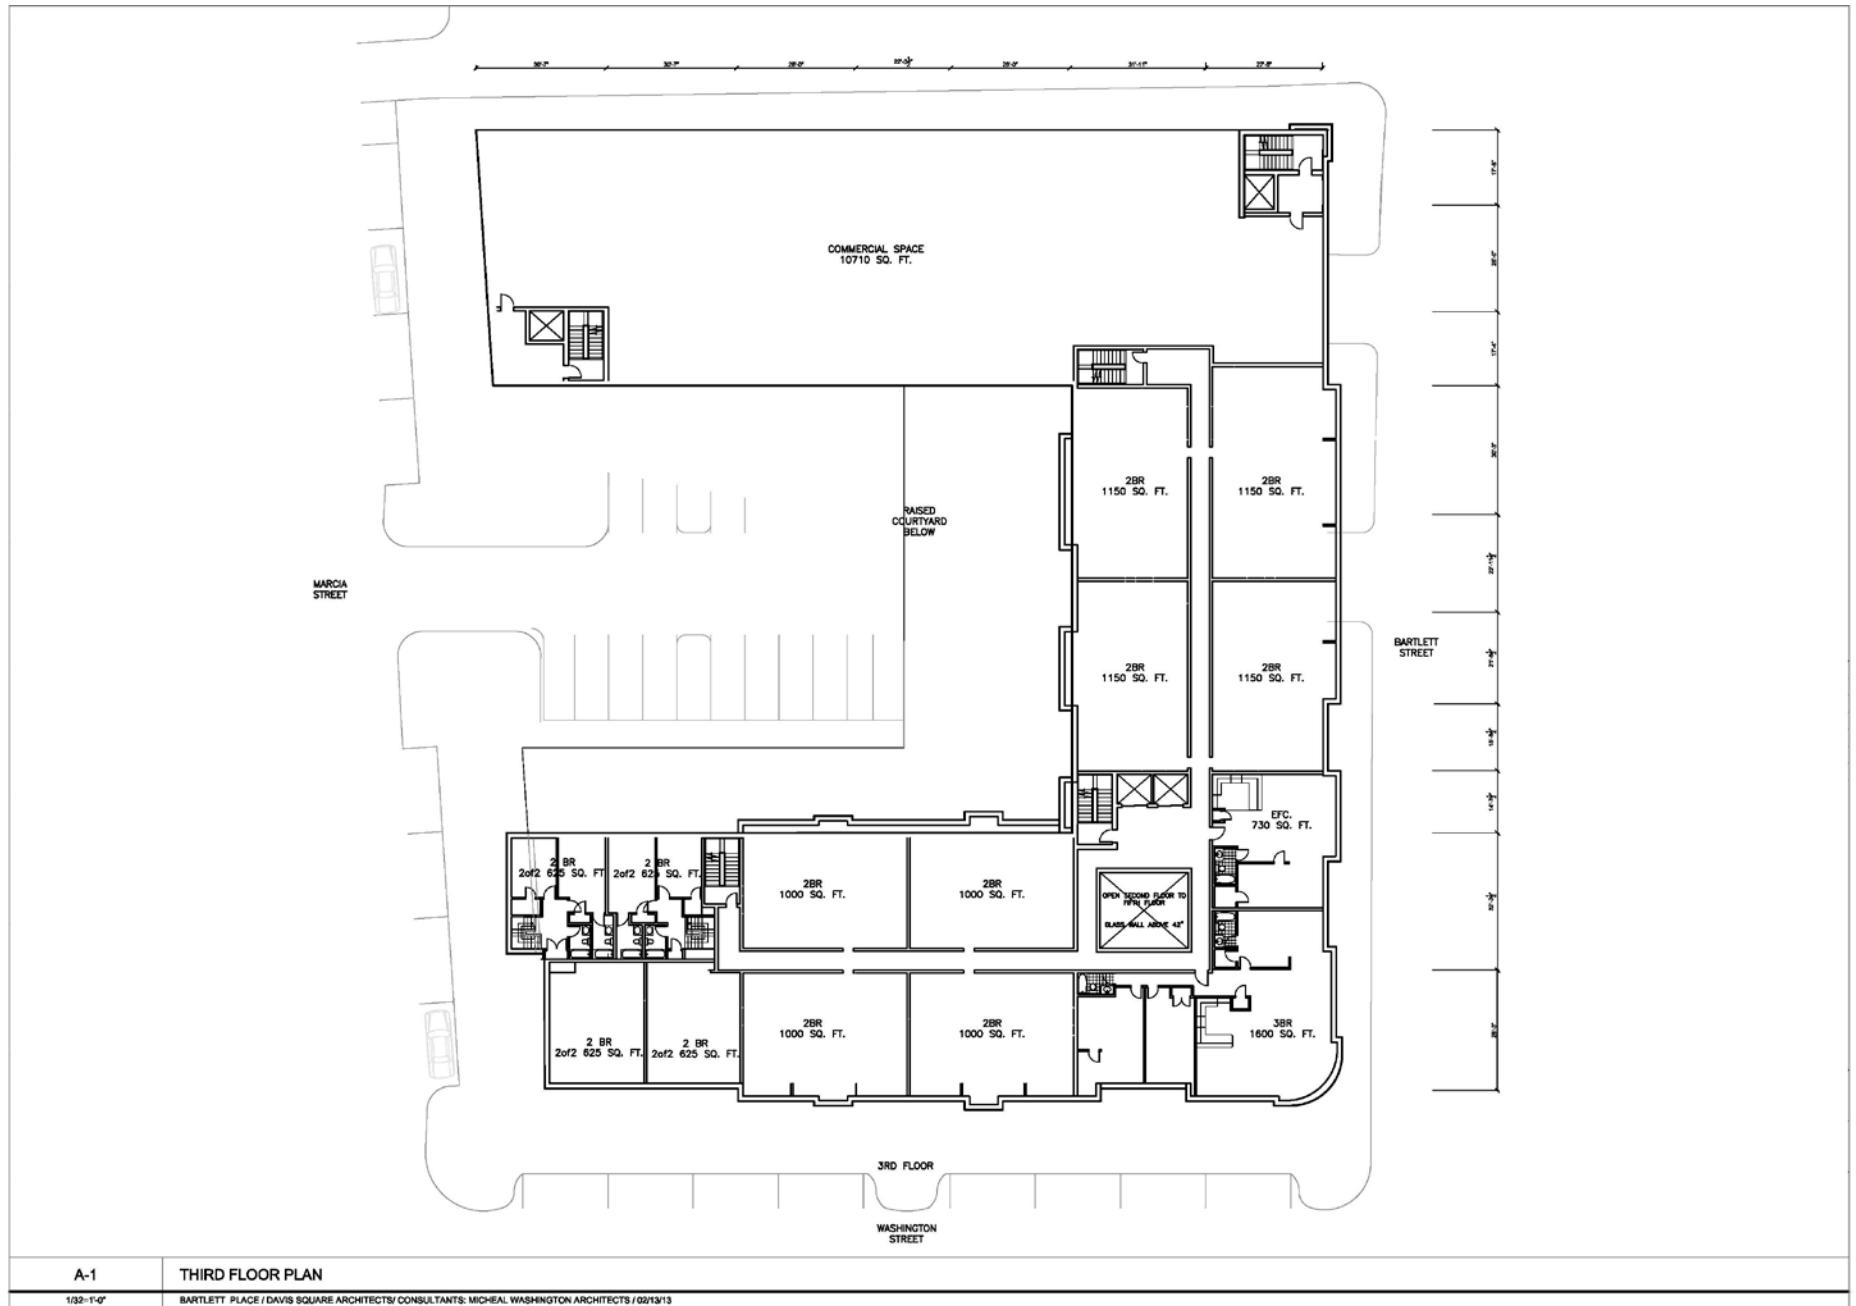 COMMERCIAL SPACE
10710 SQ. FT.
2BR
1150 SQ. FT.
2BR
1150 SQ. FT.
RAISED
COURTYARD
BELOW
MARCIA
STREET
BARTLETT
STREET
2BR
1150 SQ. FT.
2BR
1150 SQ. FT.
EFC.
730 SQ. FT.
2 BR
2of2 625 SQ. FT.
2 BR
2of2 625 SQ. FT.
2BR
1000 SQ. FT.
2BR
1000 SQ. FT.
OPEN SECOND FLOOR TO
FIFTH FLOOR
GLASS WALL ABOVE 42"
2 BR
2of2 625 SQ. FT.
2 BR
2of2 625 SQ. FT.
2BR
1000 SQ. FT.
2BR
1000 SQ. FT.
3BR
1600 SQ. FT.
3RD FLOOR
WASHINGTON
STREET
A-1
THIRD FLOOR PLAN
1/32=1'-0"
BARTLETT PLACE / DAVIS SQUARE ARCHITECTS/ CONSULTANTS: MICHEAL WASHINGTON ARCHITECTS / 02/13/13